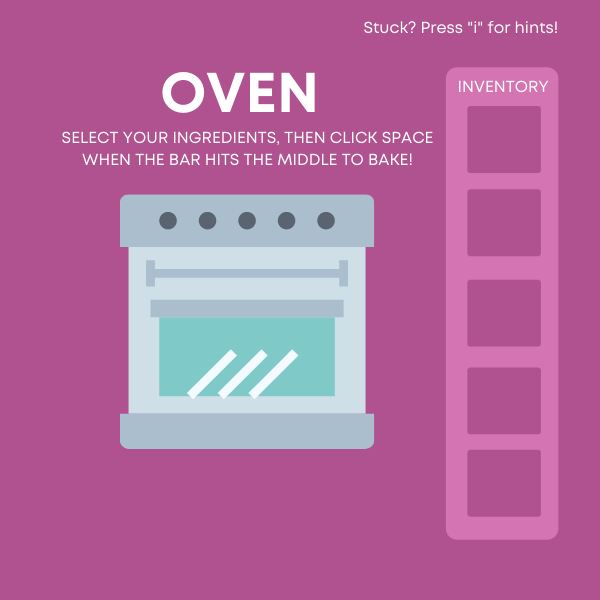 Stuck? Press "i" for hints!
OVEN
SELECT YOUR INGREDIENTS, THEN CLICK SPACE
WHEN THE BAR HITS THE MIDDLE TO BAKE!
INVENTORY